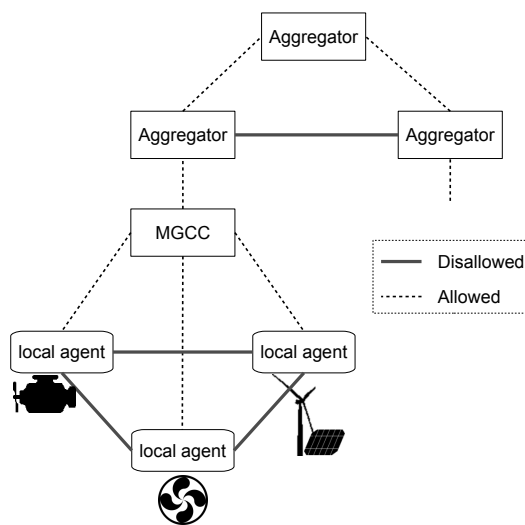 Aggregator
Aggregator
Aggregator
MGCC
Disallowed
Allowed
local agent
local agent
local agent